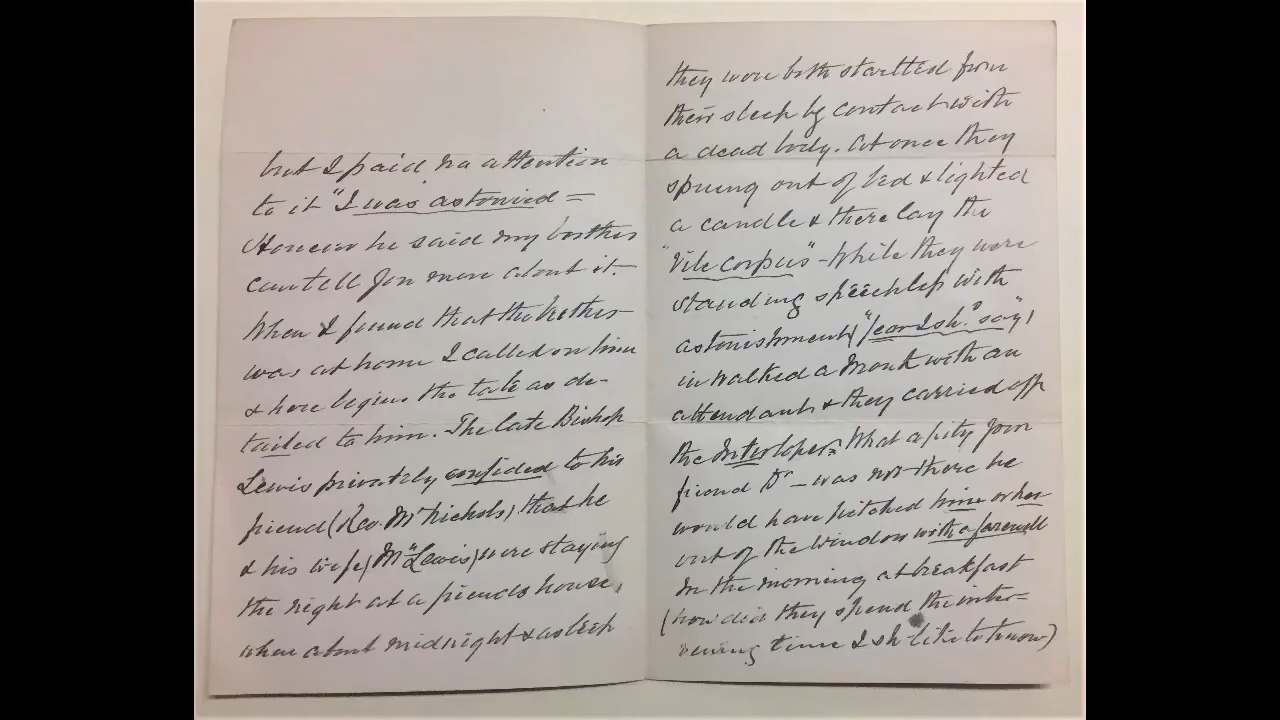 but I paid no attention
to it "I was astonied =
However he said my brother
can tell you more about it.
When I found that the brother
was at home I called on him
& here begins the tale as de-
tailed to him. The late Bishop
Lewis privately confided to his
friend (Rev. Mr Nichols) that he
& his wife (Mrs Lewis) were staying
the night at a friends house,
when about midnight & asleep
they were both startled from
their sleep by contact with
a dead body. At once they
sprung out of bed & lighted
a candle & there lay the
"Vile corpus" - While they were
standing speechless with
astonishment ( sh. say)
in walked a Monk with an
attendant & they carried off
the Interloper. What a pity your
friend Dr — was not there he
would have pitched him or her
out of the window with a farewell
In the morning at breakfast
(how did they spend the inter=
vening time I sh. like to know)